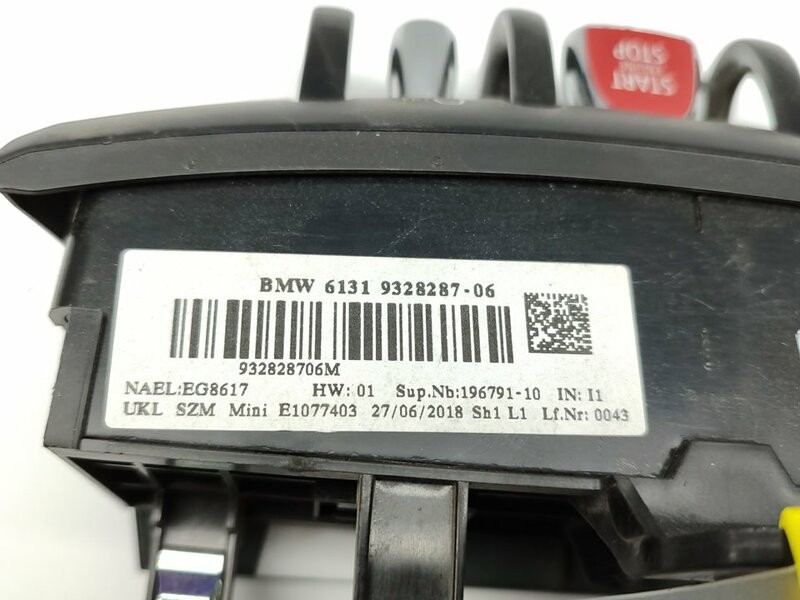 START
ENGINE
STOP
BMW 6131 9328287-06
932828706M
NAEL:EG8617 HW: 01 Sup.Nb:196791-10 IN: I1
UKL SZM Mini E1077403 27/06/2018 Sh1 L1 Lf.Nr: 0043